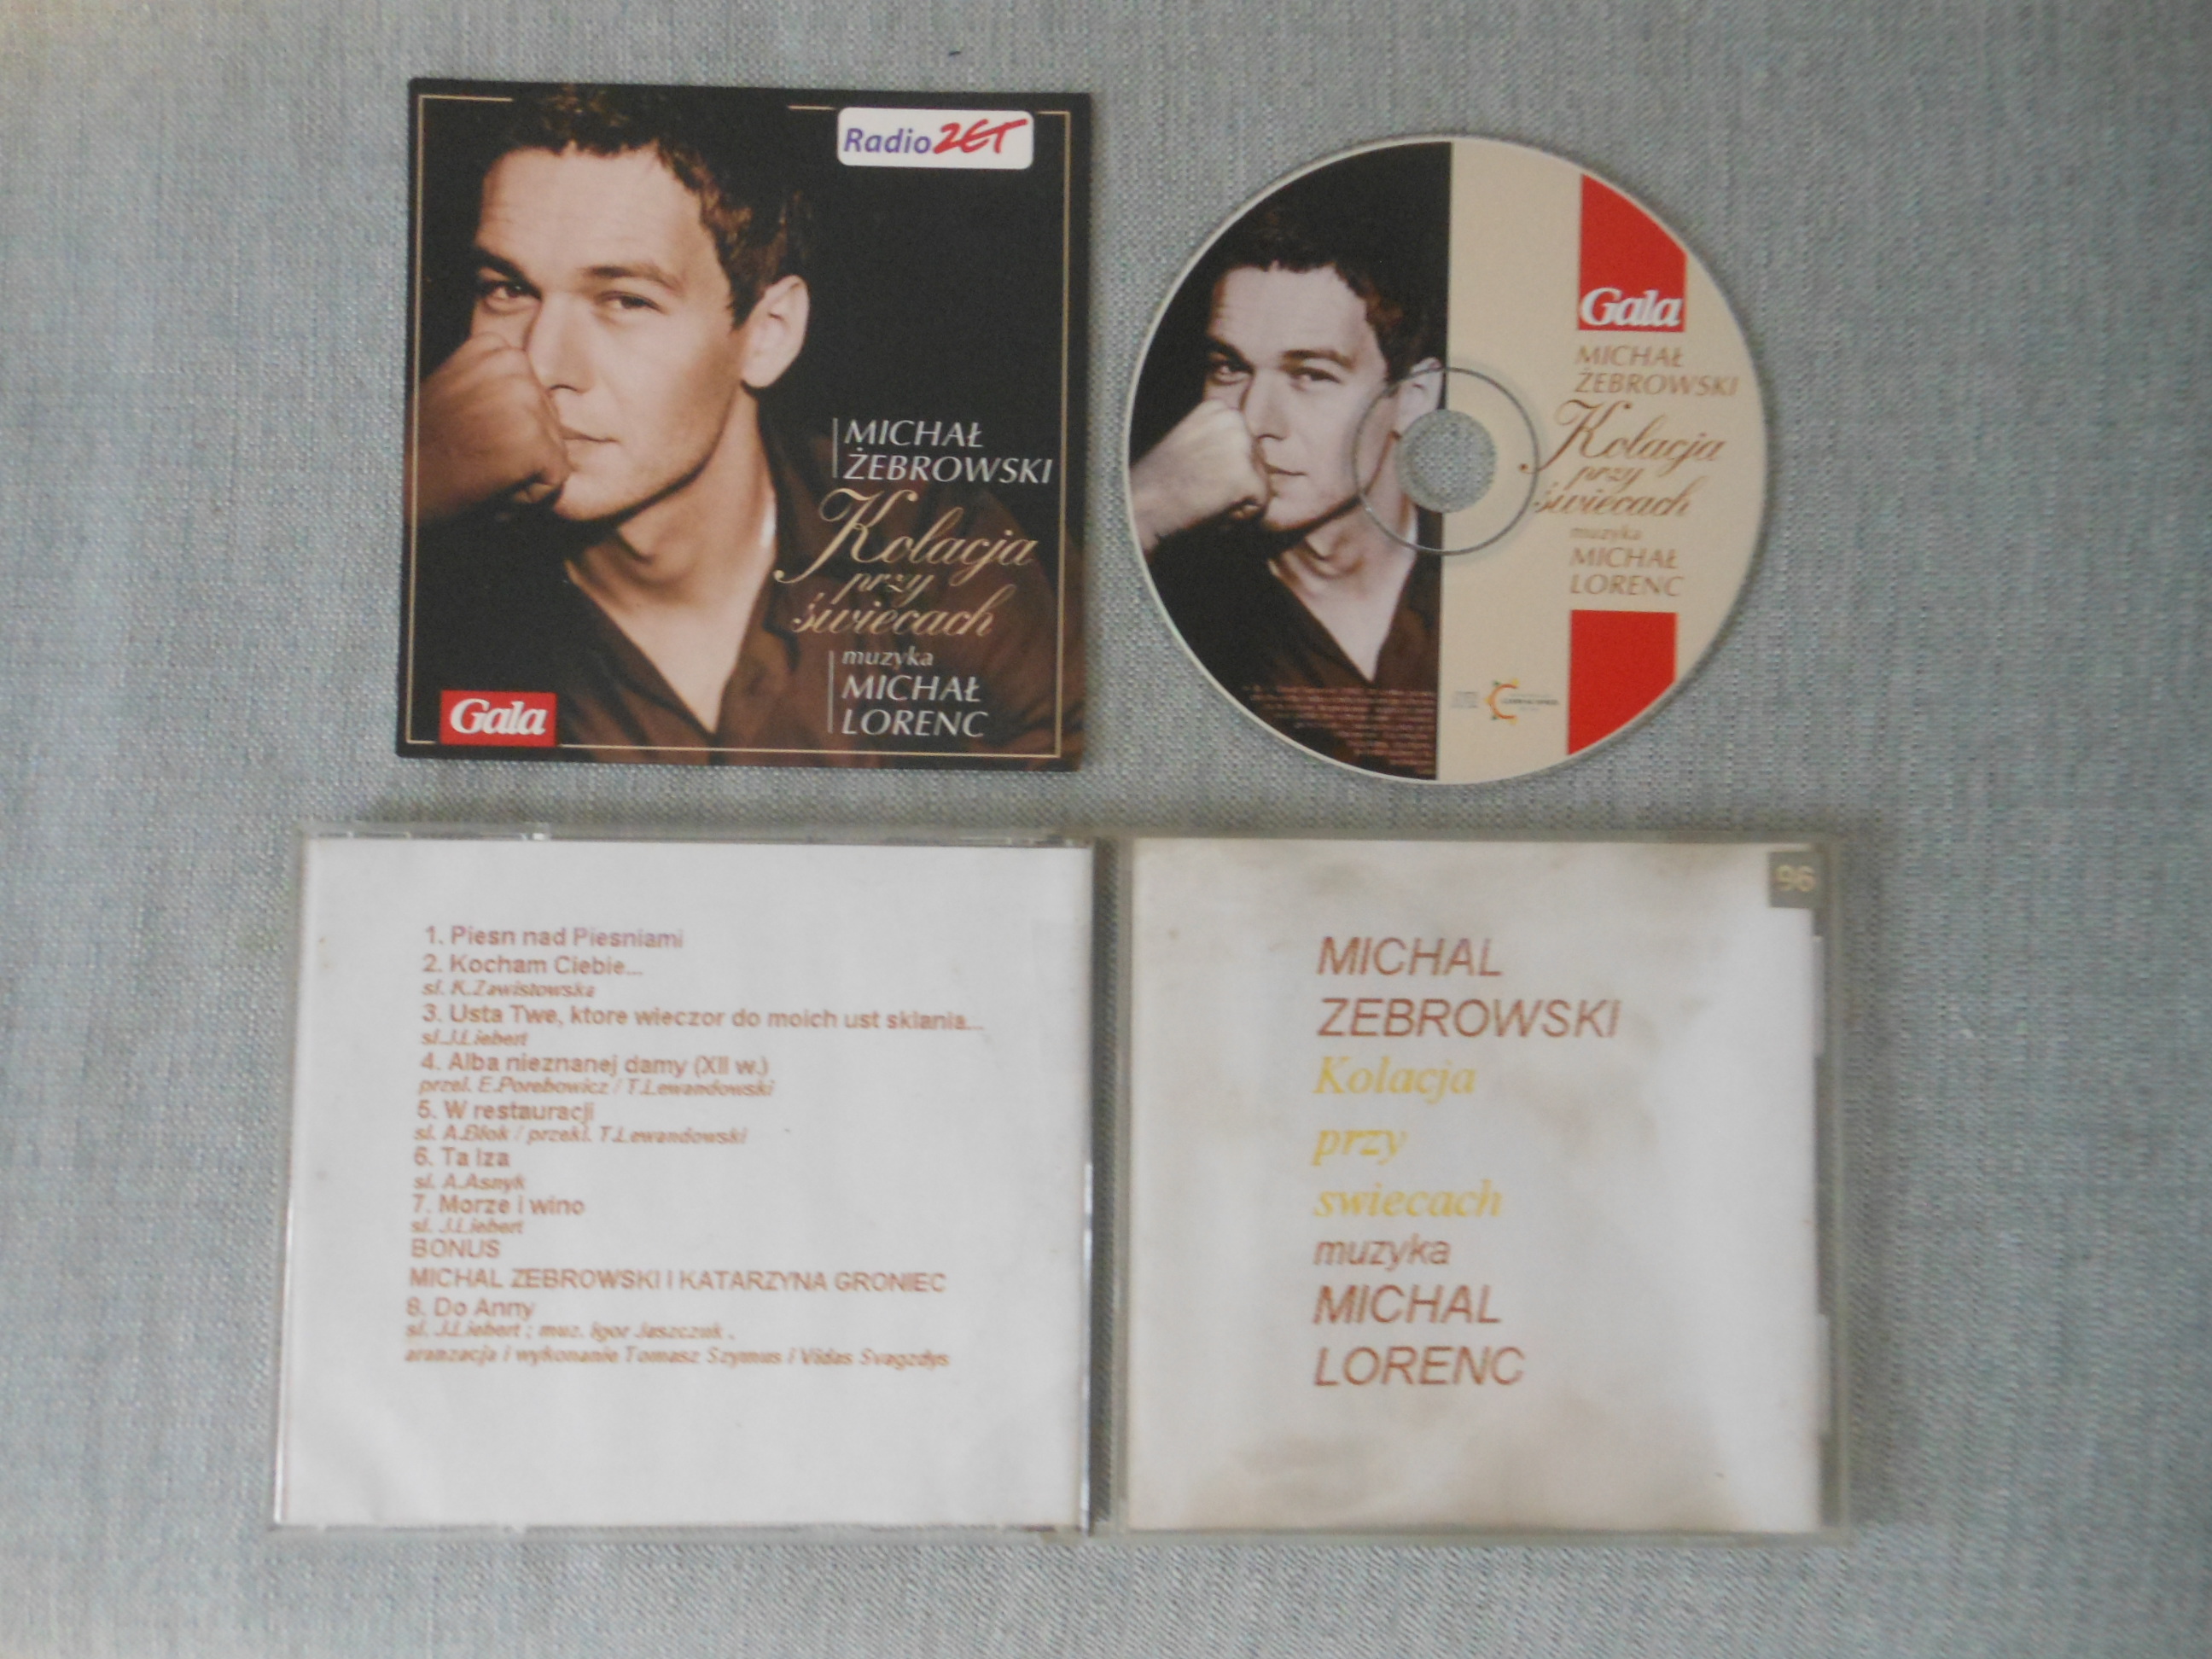 Radio ZET
MICHAŁ
ŻEBROWSKI
Kolacja
przy
świecach
muzyka
MICHAŁ
LORENC
Gala
Gala
MICHAŁ
ŻEBROWSKI
Kolacja
przy
świecach
muzyka
MICHAŁ
LORENC
1. Piesn nad Piesniami
2. Kocham Ciebie...
sl. K.Zawistowska
3. Usta Twe, ktore wieczor do moich ust sklania...
sl.J.Liebert
4. Alba nieznanej damy (XII w.)
przel. E.Porebowicz / T.Lewandowski
5. W restauracji
sl. A.Błok / przekl. T.Lewandowski
6. Ta Iza
sl. A.Asnyk
7. Morze i wino
sl. J.Liebert
BONUS
MICHAL ZEBROWSKI I KATARZYNA GRONIEC
8. Do Anny
sl. J.Liebert ; muz. Igor Jaszczuk ,
aranzacja i wykonanie Tomasz Szymus i Vidas Svagzdys
96
MICHAL
ZEBROWSKI
Kolacja
przy
swiecach
muzyka
MICHAL
LORENC